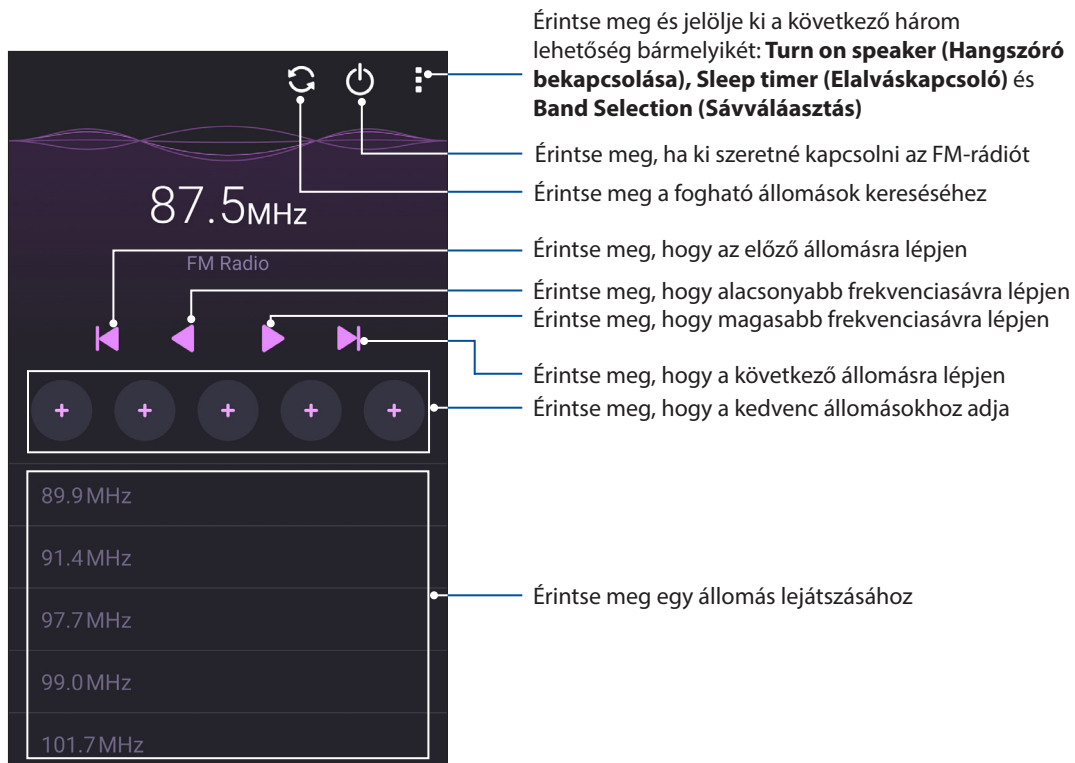 Érintse meg és jelölje ki a következő három
lehetőség bármelyikét: Turn on speaker (Hangszóró
bekapcsolása), Sleep timer (Elalváskapcsoló) és
Band Selection (Sávváláasztás)
Érintse meg, ha ki szeretné kapcsolni az FM-rádiót
Érintse meg a fogható állomások kereséséhez
87.5MHz
FM Radio
Érintse meg, hogy az előző állomásra lépjen
Érintse meg, hogy alacsonyabb frekvenciasávra lépjen
Érintse meg, hogy magasabb frekvenciasávra lépjen
Érintse meg, hogy a következő állomásra lépjen
Érintse meg, hogy a kedvenc állomásokhoz adja
89.9MHz
91.4MHz
97.7MHz
99.0MHz
101.7MHz
Érintse meg egy állomás lejátszásához